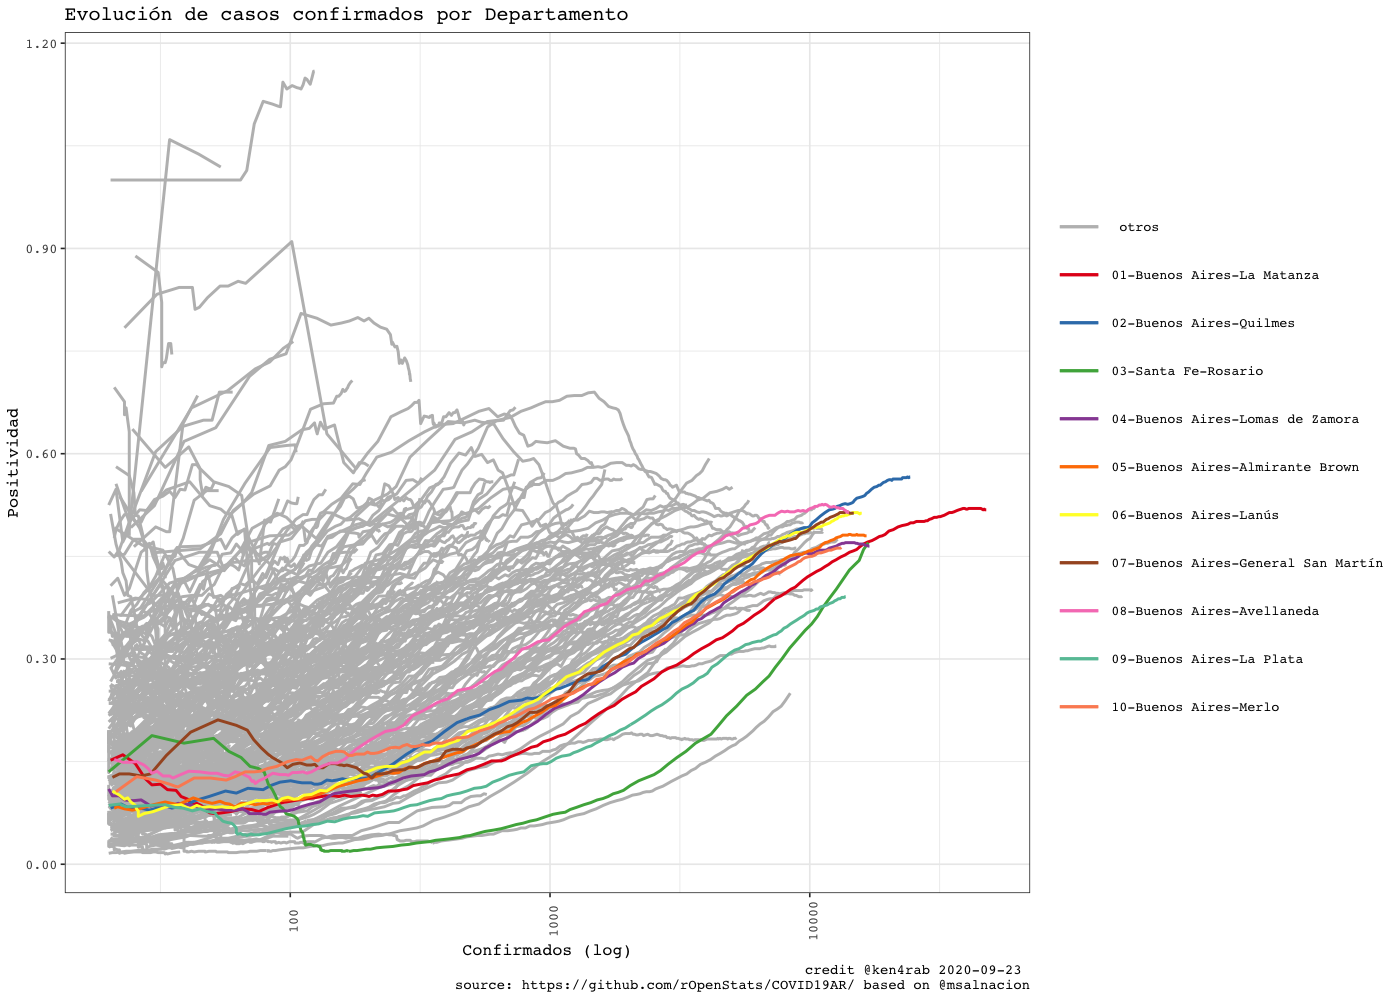 Evolución de casos confirmados por Departamento
1.20
0.90
0.60
0.30
0.00
Positividad
100
1000
10000
Confirmados (log)
otros
01-Buenos Aires-La Matanza
02-Buenos Aires-Quilmes
03-Santa Fe-Rosario
04-Buenos Aires-Lomas de Zamora
05-Buenos Aires-Almirante Brown
06-Buenos Aires-Lanús
07-Buenos Aires-General San Martín
08-Buenos Aires-Avellaneda
09-Buenos Aires-La Plata
10-Buenos Aires-Merlo
credit @ken4rab 2020-09-23
source: https://github.com/rOpenStats/COVID19AR/ based on @msalnacion